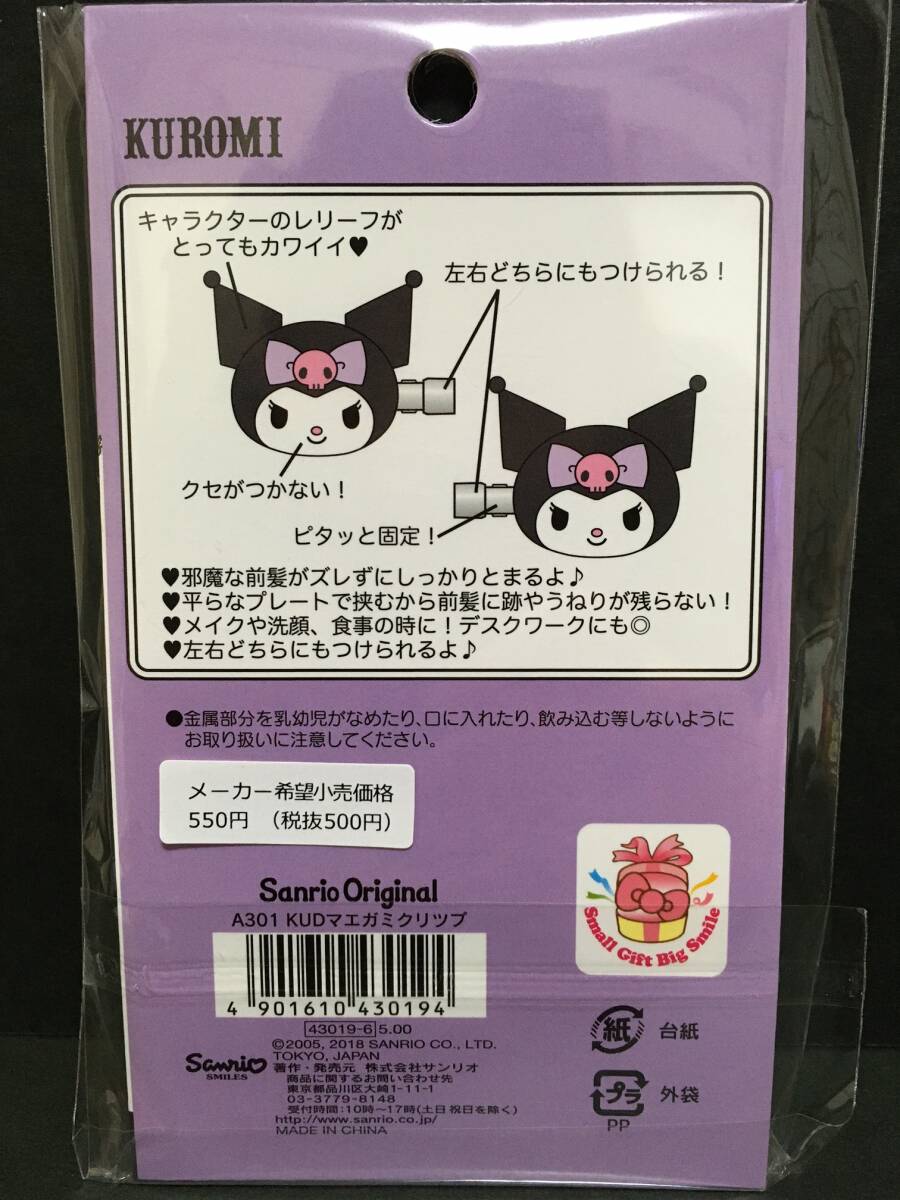 KUROMI
キャラクターのレリーフが
とってもカワイイ♥
左右どちらにもつけられる！
クセがつかない！
ピタッと固定！
♥邪魔な前髪がズレずにしっかりとまるよ♪
♥平らなプレートで挟むから前髪に跡やうねりが残らない！
♥メイクや洗顔、食事の時に！デスクワークにも◎
♥左右どちらにもつけられるよ♪
●金属部分を乳幼児がなめたり、口に入れたり、飲み込む等しないように
お取り扱いに注意してください。
メーカー希望小売価格
550円 （税抜500円）
Sanrio Original
A301 KUDマエガミクリツプ
4 901610 430194
43019-6 5.00
©2005, 2018 SANRIO CO., LTD.
TOKYO, JAPAN
Sanrio
SMILES
著作・発売元 株式会社サンリオ
商品に関するお問い合わせ先
東京都品川区大崎1-11-1
03-3779-8148
受付時間:10時〜17時(土日 祝日を除く)
http://www.sanrio.co.jp/
MADE IN CHINA
Small Gift Big Smile
紙 台紙
プラ 外袋
PP